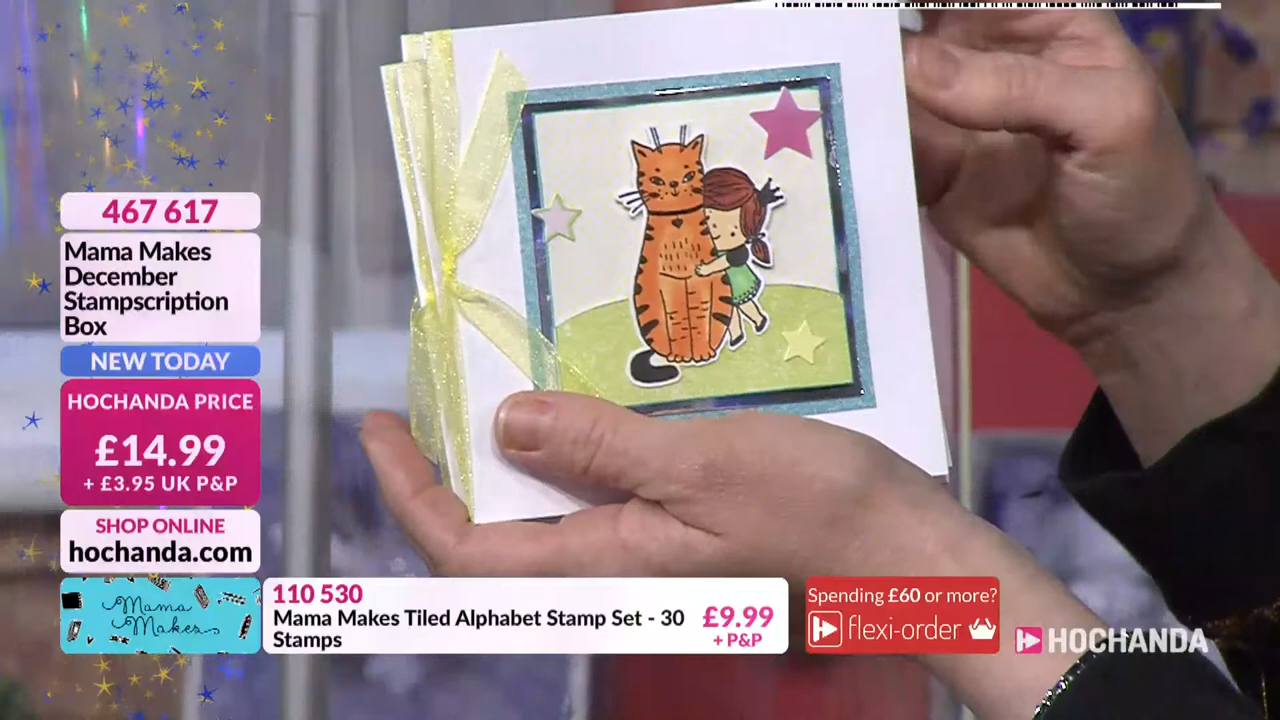 467 617
Mama Makes
December
Stampscription
Box
NEW TODAY
HOCHANDA PRICE
£14.99
+ £3.95 UK P&P
SHOP ONLINE
hochanda.com
Mama
Makes
110 530
Mama Makes Tiled Alphabet Stamp Set - 30
Stamps
£9.99
+ P&P
Spending £60 or more?
flexi-order
HOCHANDA